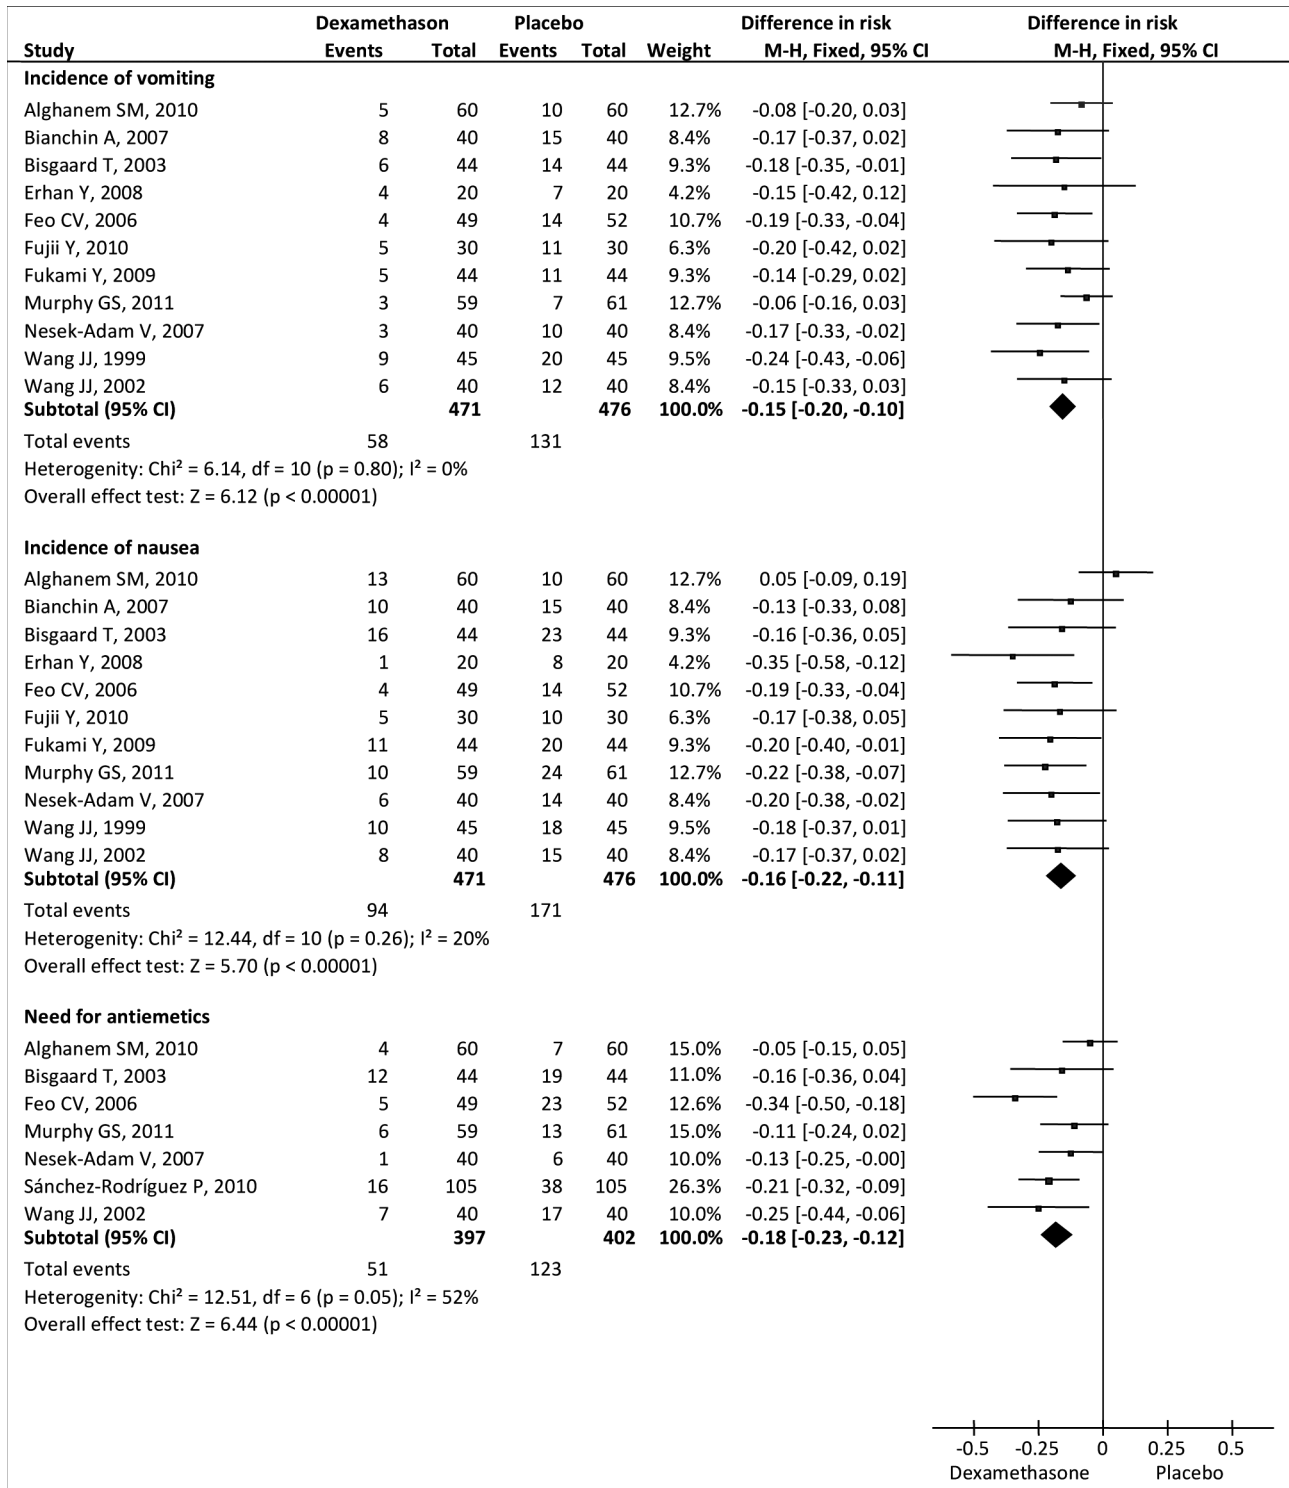 Dexamethason Placebo Difference in risk Difference in risk
Study Events Total Events Total Weight M-H, Fixed, 95% CI M-H, Fixed, 95% CI
Incidence of vomiting
Alghanem SM, 2010 5 60 10 60 12.7% -0.08 [-0.20, 0.03]
Bianchin A, 2007 8 40 15 40 8.4% -0.17 [-0.37, 0.02]
Bisgaard T, 2003 6 44 14 44 9.3% -0.18 [-0.35, -0.01]
Erhan Y, 2008 4 20 7 20 4.2% -0.15 [-0.42, 0.12]
Feo CV, 2006 4 49 14 52 10.7% -0.19 [-0.33, -0.04]
Fujii Y, 2010 5 30 11 30 6.3% -0.20 [-0.42, 0.02]
Fukami Y, 2009 5 44 11 44 9.3% -0.14 [-0.29, 0.02]
Murphy GS, 2011 3 59 7 61 12.7% -0.06 [-0.16, 0.03]
Nesek-Adam V, 2007 3 40 10 40 8.4% -0.17 [-0.33, -0.02]
Wang JJ, 1999 9 45 20 45 9.5% -0.24 [-0.43, -0.06]
Wang JJ, 2002 6 40 12 40 8.4% -0.15 [-0.33, 0.03]
Subtotal (95% CI) 471 476 100.0% -0.15 [-0.20, -0.10]
Total events 58 131
Heterogenity: Chi² = 6.14, df = 10 (p = 0.80); I² = 0%
Overall effect test: Z = 6.12 (p < 0.00001)
Incidence of nausea
Alghanem SM, 2010 13 60 10 60 12.7% 0.05 [-0.09, 0.19]
Bianchin A, 2007 10 40 15 40 8.4% -0.13 [-0.33, 0.08]
Bisgaard T, 2003 16 44 23 44 9.3% -0.16 [-0.36, 0.05]
Erhan Y, 2008 1 20 8 20 4.2% -0.35 [-0.58, -0.12]
Feo CV, 2006 4 49 14 52 10.7% -0.19 [-0.33, -0.04]
Fujii Y, 2010 5 30 10 30 6.3% -0.17 [-0.38, 0.05]
Fukami Y, 2009 11 44 20 44 9.3% -0.20 [-0.40, -0.01]
Murphy GS, 2011 10 59 24 61 12.7% -0.22 [-0.38, -0.07]
Nesek-Adam V, 2007 6 40 14 40 8.4% -0.20 [-0.38, -0.02]
Wang JJ, 1999 10 45 18 45 9.5% -0.18 [-0.37, 0.01]
Wang JJ, 2002 8 40 15 40 8.4% -0.17 [-0.37, 0.02]
Subtotal (95% CI) 471 476 100.0% -0.16 [-0.22, -0.11]
Total events 94 171
Heterogenity: Chi² = 12.44, df = 10 (p = 0.26); I² = 20%
Overall effect test: Z = 5.70 (p < 0.00001)
Need for antiemetics
Alghanem SM, 2010 4 60 7 60 15.0% -0.05 [-0.15, 0.05]
Bisgaard T, 2003 12 44 19 44 11.0% -0.16 [-0.36, 0.04]
Feo CV, 2006 5 49 23 52 12.6% -0.34 [-0.50, -0.18]
Murphy GS, 2011 6 59 13 61 15.0% -0.11 [-0.24, 0.02]
Nesek-Adam V, 2007 1 40 6 40 10.0% -0.13 [-0.25, -0.00]
Sánchez-Rodríguez P, 2010 16 105 38 105 26.3% -0.21 [-0.32, -0.09]
Wang JJ, 2002 7 40 17 40 10.0% -0.25 [-0.44, -0.06]
Subtotal (95% CI) 397 402 100.0% -0.18 [-0.23, -0.12]
Total events 51 123
Heterogenity: Chi² = 12.51, df = 6 (p = 0.05); I² = 52%
Overall effect test: Z = 6.44 (p < 0.00001)
-0.5 -0.25 0 0.25 0.5
Dexamethasone Placebo